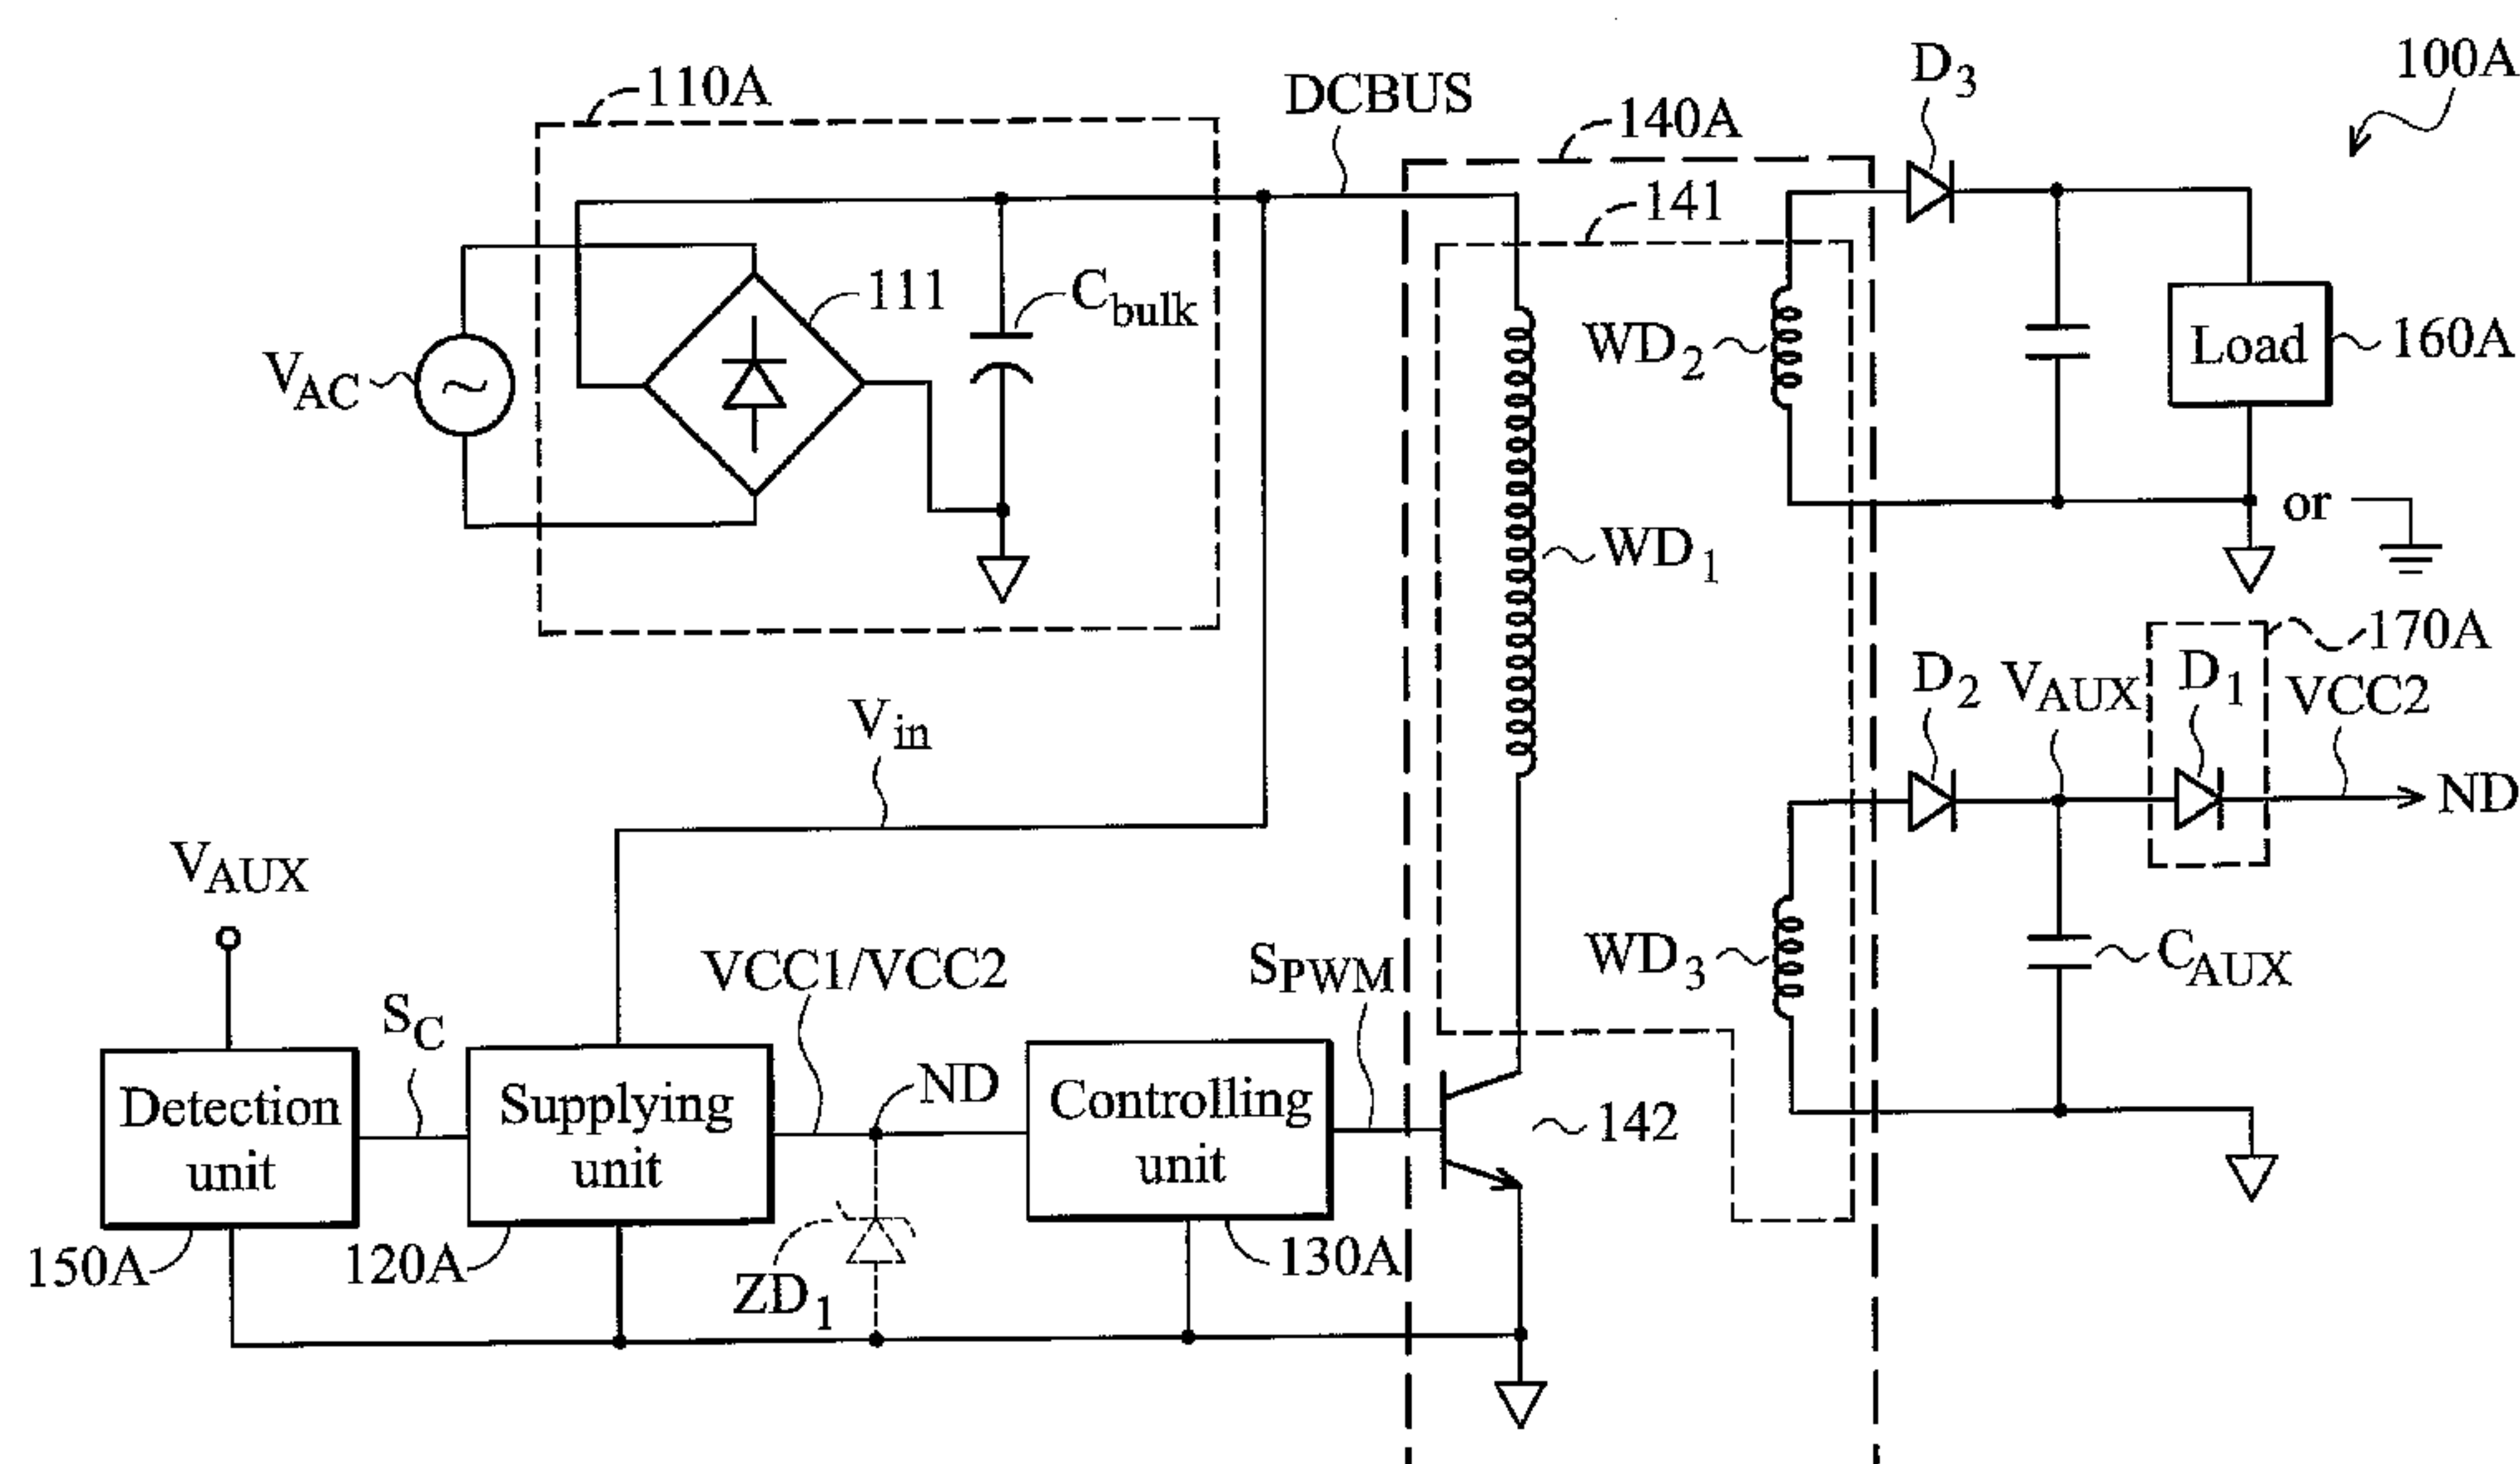 110A
DCBUS
140A
D3
100A
141
111
Cbulk
VAC
WD2
Load
160A
or
WD1
170A
D2
VAUX
D1
VCC2
Vin
ND
VAUX
SC
VCC1/VCC2
SPWM
WD3
CAUX
ND
Detection
unit
Supplying
unit
Controlling
unit
142
150A
120A
ZD1
130A